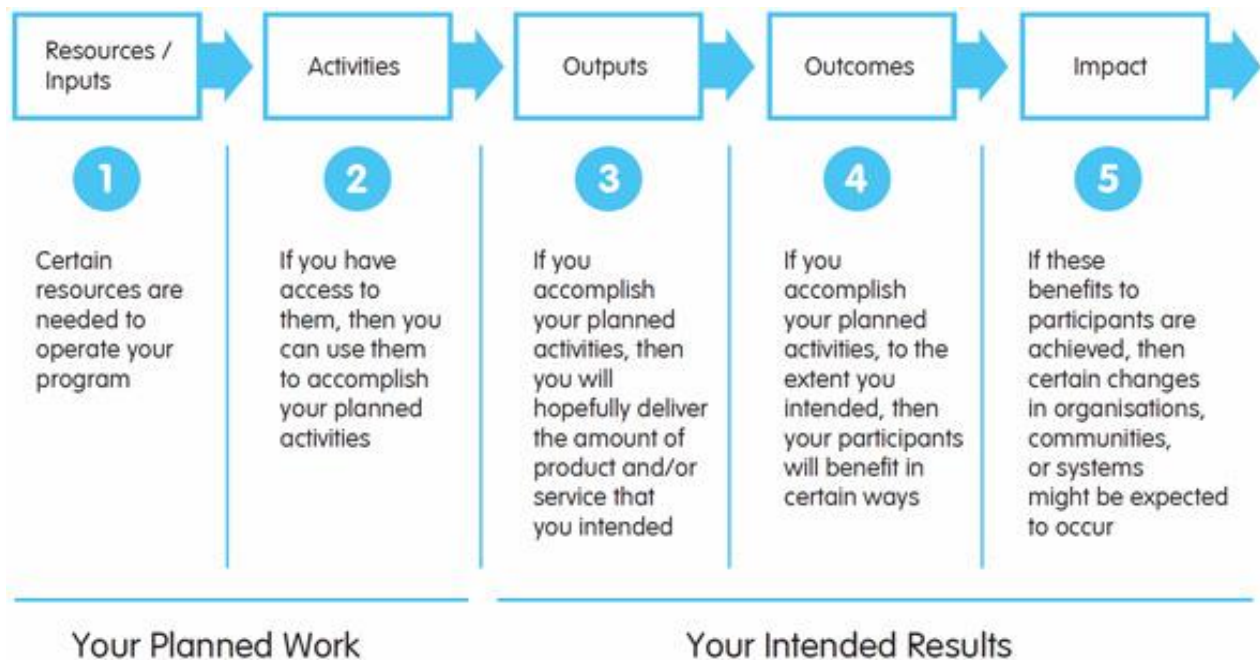 Resources /
Inputs
Activities
Outputs
Outcomes
Impact
1
Certain
resources are
needed to
operate your
program
2
If you have
access to
them, then you
can use them
to accomplish
your planned
activities
3
If you
accomplish
your planned
activities, then
you will
hopefully deliver
the amount of
product and/or
service that
you intended
4
If you
accomplish
your planned
activities, to the
extent you
intended, then
your participants
will benefit in
certain ways
5
If these
benefits to
participants are
achieved, then
certain changes
in organisations,
communities,
or systems
might be expected
to occur
Your Planned Work
Your Intended Results